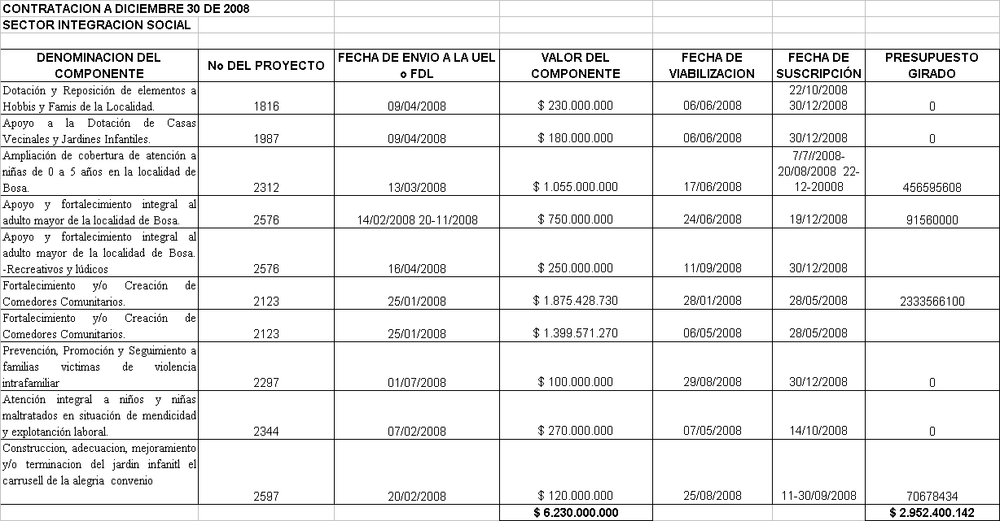 CONTRATACION A DICIEMBRE 30 DE 2008
SECTOR INTEGRACION SOCIAL
DENOMINACION DEL COMPONENTE No DEL PROYECTO FECHA DE ENVIO A LA UEL o FDL VALOR DEL COMPONENTE FECHA DE VIABILIZACION FECHA DE SUSCRIPCIÓN PRESUPUESTO GIRADO
Dotación y Reposición de elementos a
Hobbis y Famis de la Localidad. 1816 09/04/2008 $ 230.000.000 06/06/2008 22/10/2008 30/12/2008 0
Apoyo a la Dotación de Casas
Vecinales y Jardines Infantiles. 1987 09/04/2008 $ 180.000.000 06/06/2008 30/12/2008 0
Ampliación de cobertura de atención a
niñas de 0 a 5 años en la localidad de
Bosa. 2312 13/03/2008 $ 1.055.000.000 17/06/2008 7/7//2008-20/08/2008 22-12-20008 456595608
Apoyo y fortalecimiento integral al
adulto mayor de la localidad de Bosa. 2576 14/02/2008 20-11/2008 $ 750.000.000 24/06/2008 19/12/2008 91560000
Apoyo y fortalecimiento integral al
adulto mayor de la localidad de Bosa.
-Recreativos y lúdicos 2576 16/04/2008 $ 250.000.000 11/09/2008 30/12/2008
Fortalecimiento y/o Creación de
Comedores Comunitarios. 2123 25/01/2008 $ 1.875.428.730 28/01/2008 28/05/2008 2333566100
Fortalecimiento y/o Creación de
Comedores Comunitarios. 2123 25/01/2008 $ 1.399.571.270 06/05/2008 28/05/2008
Prevención, Promoción y Seguimiento a
familias victimas de violencia
intrafamiliar 2297 01/07/2008 $ 100.000.000 29/08/2008 30/12/2008 0
Atención integral a niños y niñas
maltratados en situación de mendicidad
y explotanción laboral. 2344 07/02/2008 $ 270.000.000 07/05/2008 14/10/2008 0
Construccion, adecuacion, mejoramiento
y/o terminacion del jardin infanitl el
carrusell de la alegria convenio
2597 20/02/2008 $ 120.000.000 25/08/2008 11-30/09/2008 70678434
$ 6.230.000.000 $ 2.952.400.142